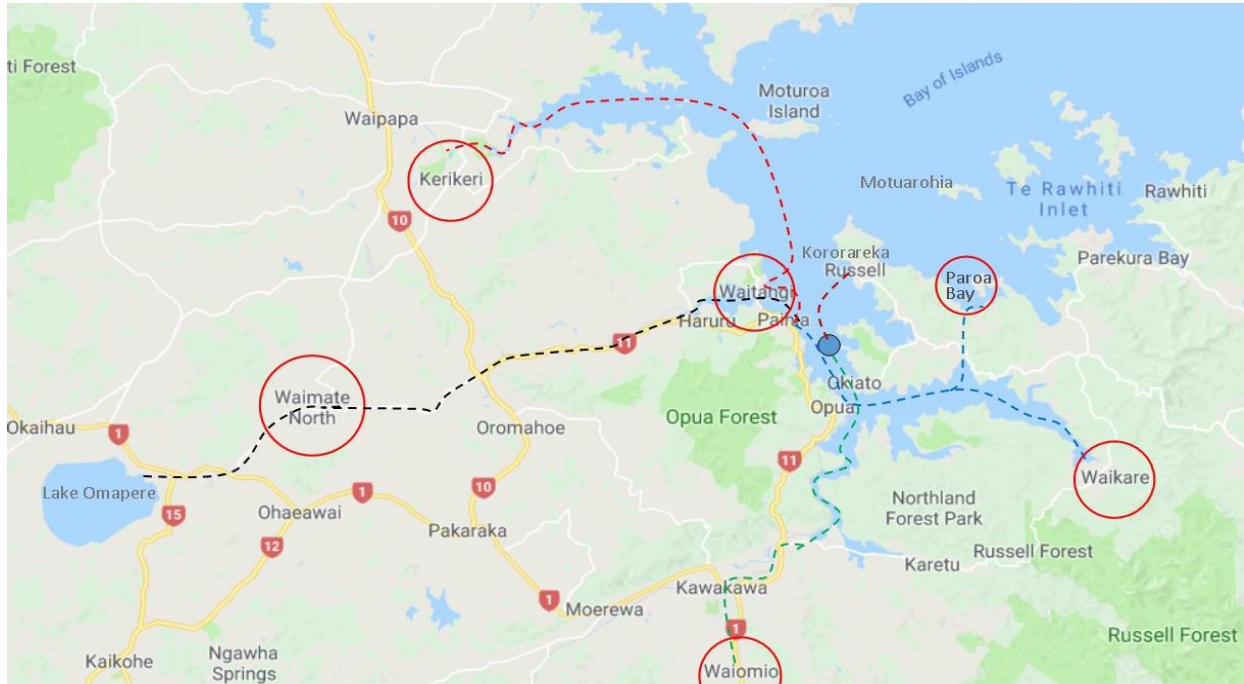 Bay of Islands
Moturoa
Island
ti Forest
Waipapa
Kerikeri
10
Motuarohia
Te Rawhiti
Inlet
Rawhiti
Kororareka
Russell
Parekura Bay
Paroa
Bay
Waitangi
Haruru
Paihia
11
Okiato
Opua
Opua Forest
Waimate
North
Okaihau
1
Oromahoe
11
Waikare
Lake Omapere
15
Ohaeawai
1
10
Northland
Forest Park
12
Pakaraka
Russell Forest
Karetu
Kawakawa
1
Moerewa
1
Russell Forest
Ngawha
Springs
Kaikohe
Waiomio